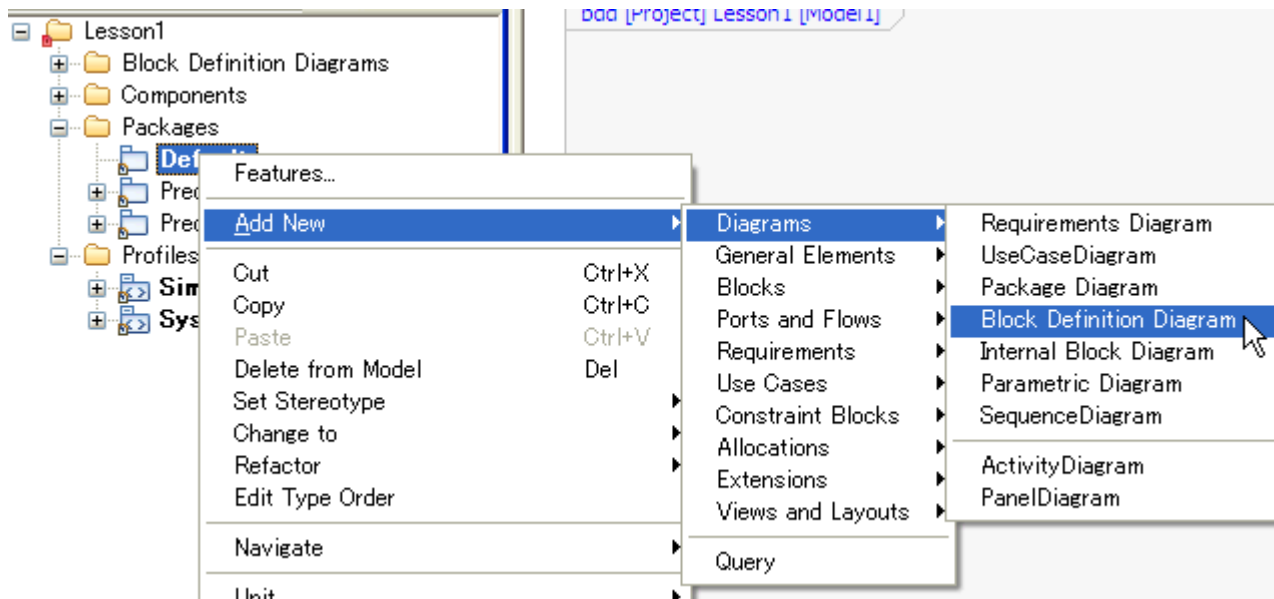 bdd [Project] Lesson1 [Model1]
Lesson1
Block Definition Diagrams
Components
Packages
Features...
Add New
Profiles
Cut Ctrl+X
Copy Ctrl+C
Paste Ctrl+V
Delete from Model Del
Set Stereotype
Change to
Refactor
Edit Type Order
Navigate
Unit
Diagrams
General Elements
Blocks
Ports and Flows
Requirements
Use Cases
Constraint Blocks
Allocations
Extensions
Views and Layouts
Query
Requirements Diagram
UseCaseDiagram
Package Diagram
Block Definition Diagram
Internal Block Diagram
Parametric Diagram
SequenceDiagram
ActivityDiagram
PanelDiagram